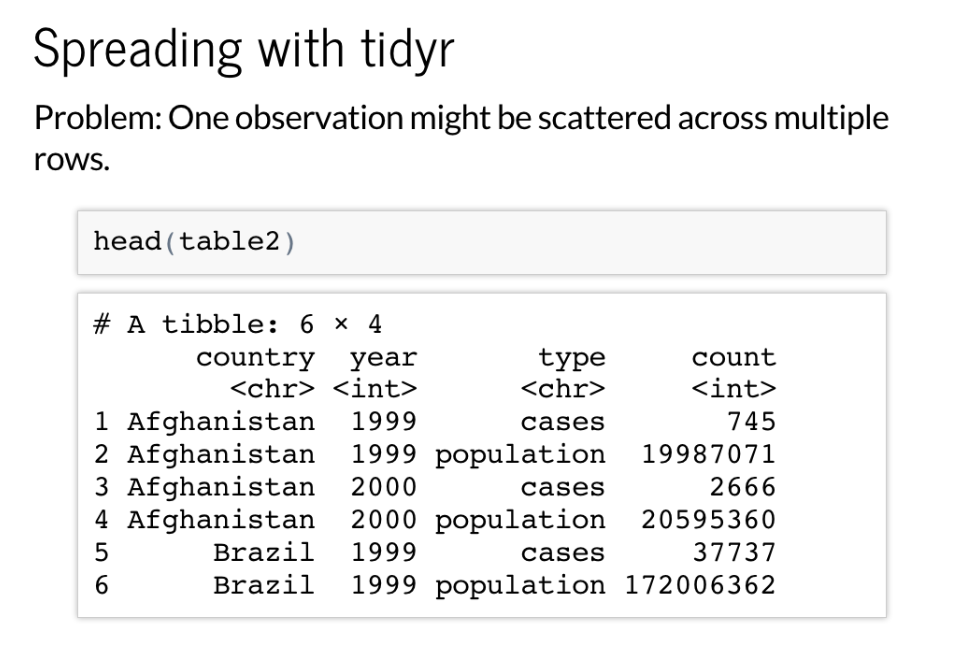 Spreading with tidyr
Problem: One observation might be scattered across multiple
rows.
head(table2)
# A tibble: 6 × 4
      country  year       type     count
        <chr> <int>      <chr>     <int>
1 Afghanistan  1999      cases       745
2 Afghanistan  1999 population  19987071
3 Afghanistan  2000      cases      2666
4 Afghanistan  2000 population  20595360
5      Brazil  1999      cases     37737
6      Brazil  1999 population 172006362